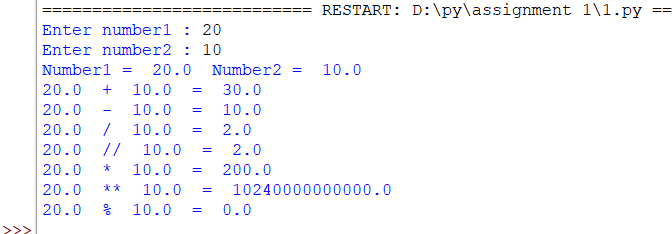 ============================ RESTART: D:\py\assignment 1\1.py ==
Enter number1 : 20
Enter number2 : 10
Number1 =  20.0  Number2 =  10.0
20.0  +  10.0  =  30.0
20.0  -  10.0  =  10.0
20.0  /  10.0  =  2.0
20.0  //  10.0  =  2.0
20.0  *  10.0  =  200.0
20.0  **  10.0  =  10240000000000.0
20.0  %  10.0  =  0.0
>>>